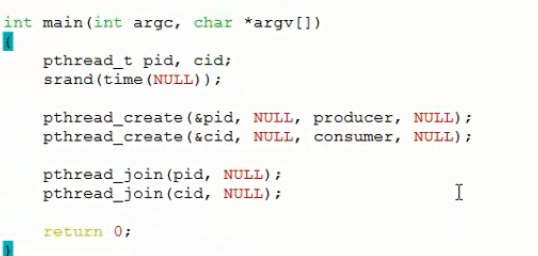 int main(int argc, char *argv[])
{
pthread_t pid, cid;
srand(time(NULL));
pthread_create(&pid, NULL, producer, NULL);
pthread_create(&cid, NULL, consumer, NULL);
pthread_join(pid, NULL);
pthread_join(cid, NULL);
return 0;
}